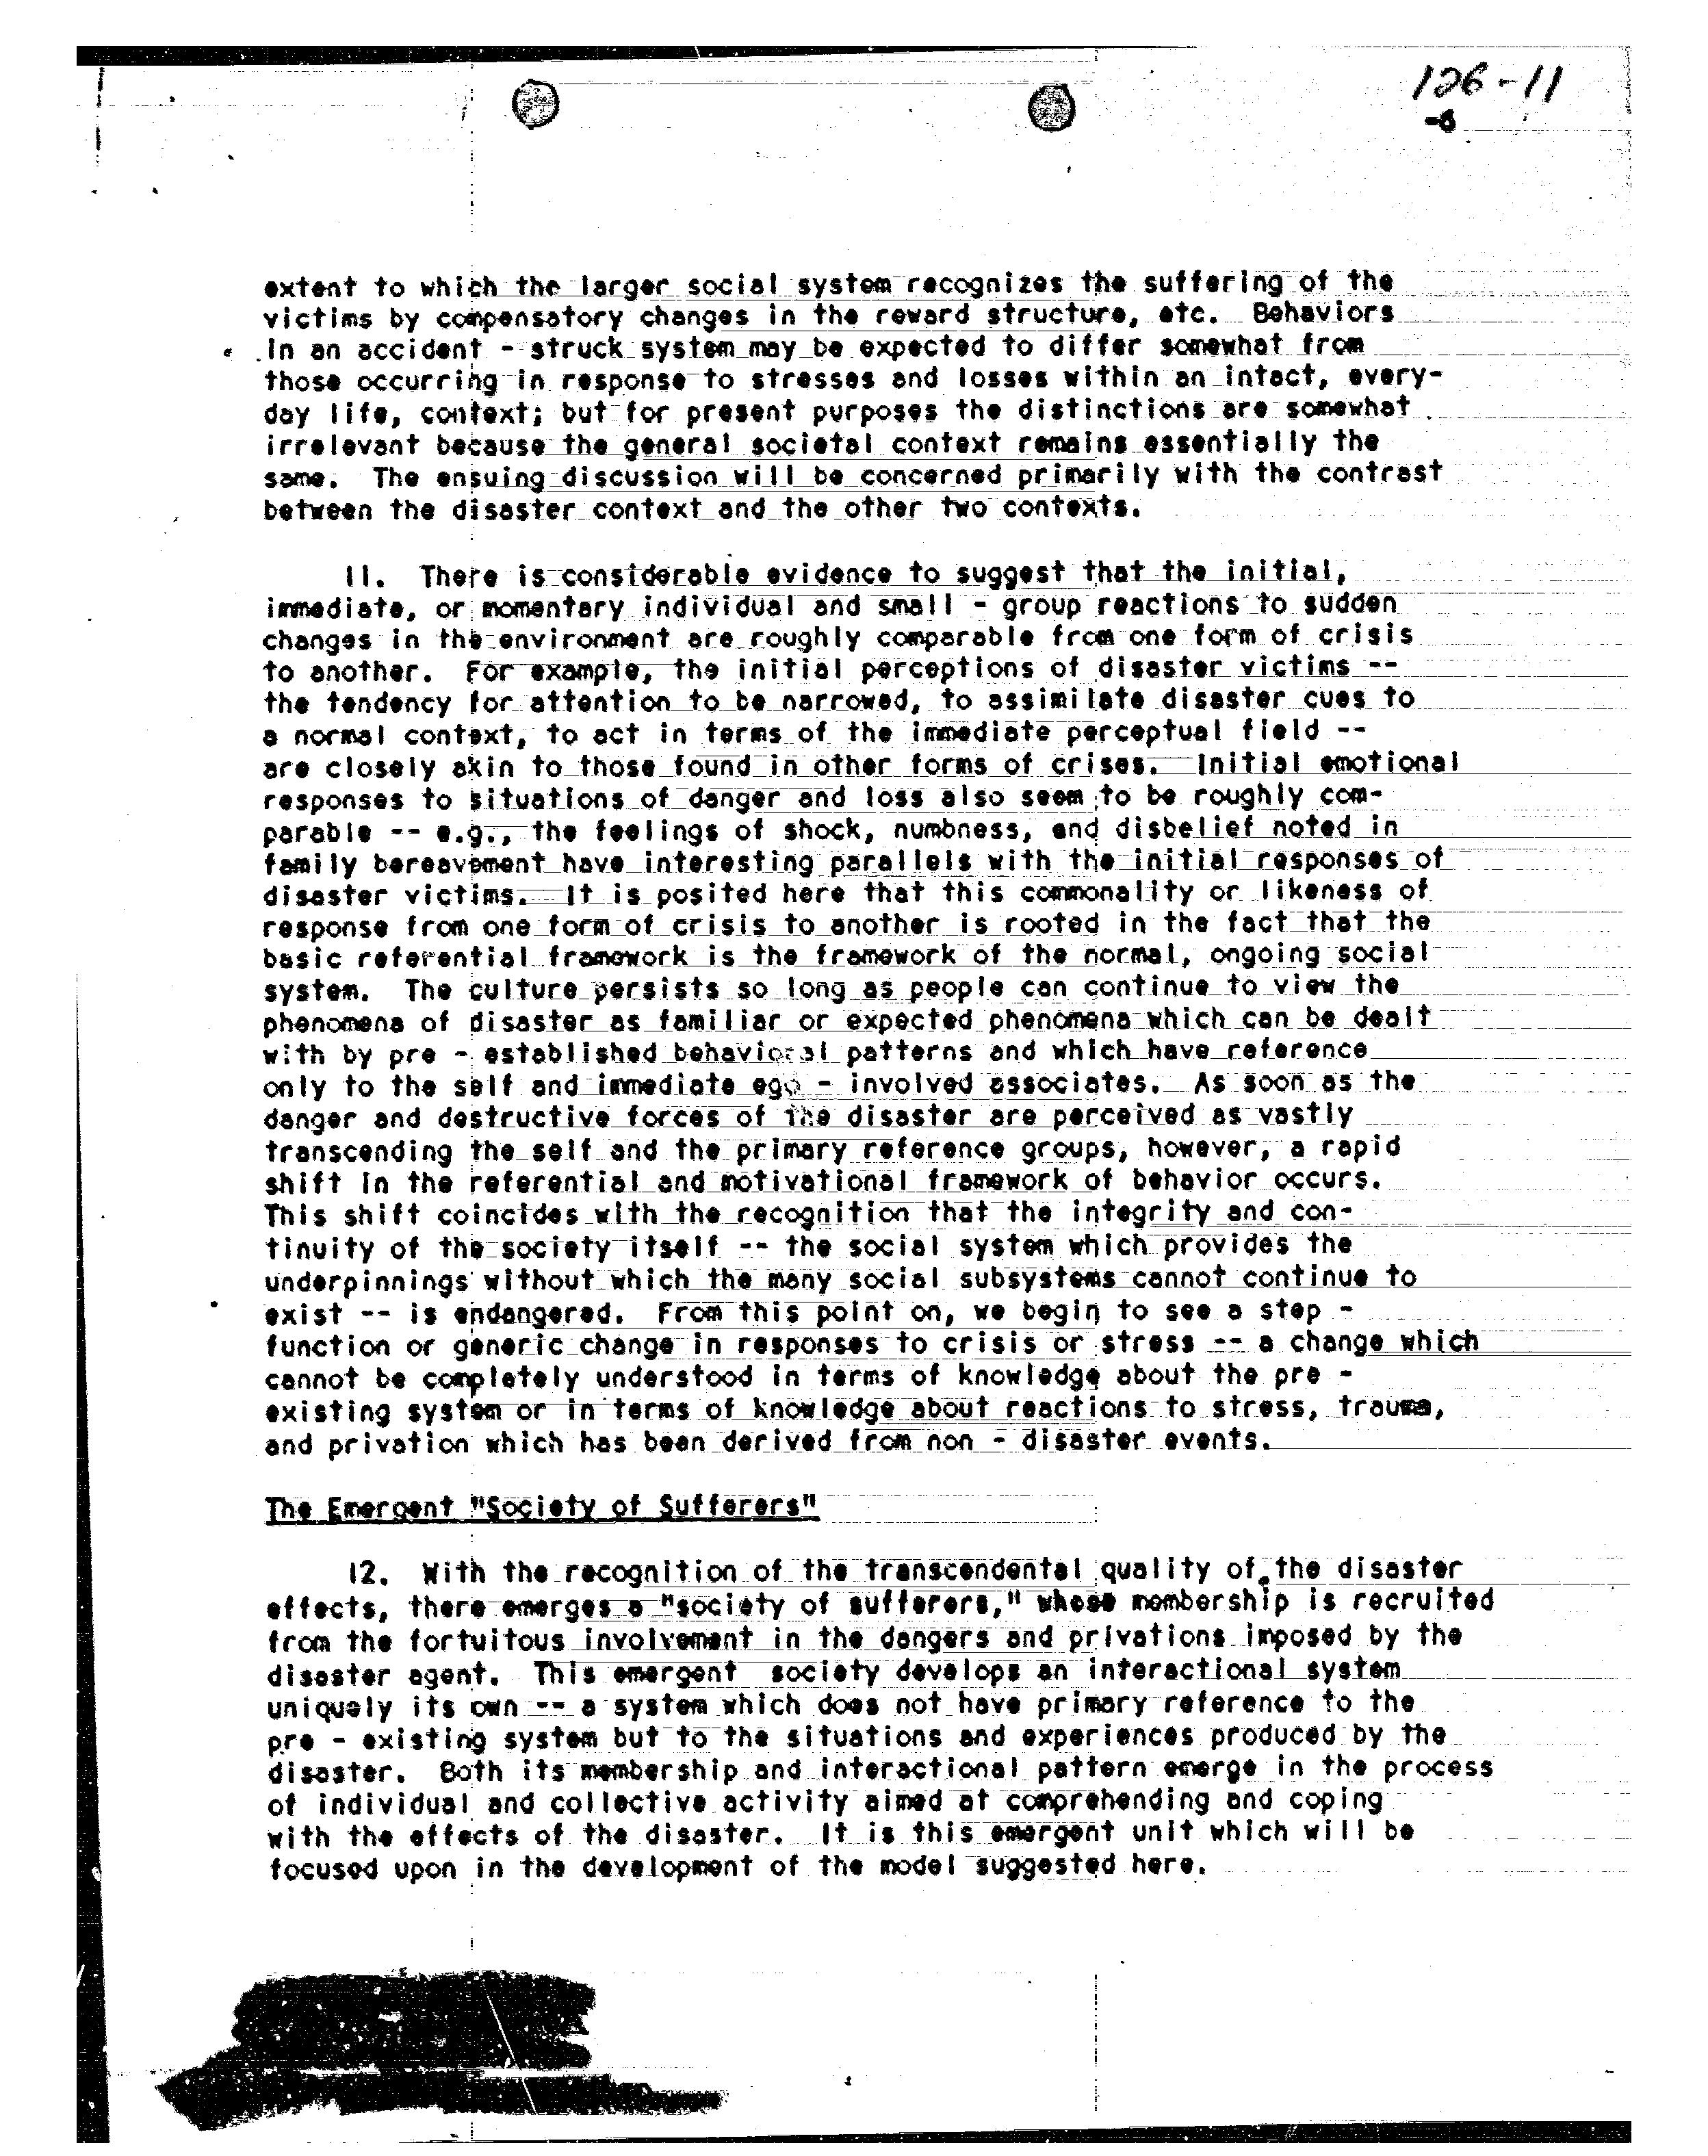 126-11
-6
extent to which the larger social system recognizes the suffering of the
victims by compensatory changes in the reward structure, etc. Behaviors
in an accident - struck system may be expected to differ somewhat from
those occurring in response to stresses and losses within an intact, every-
day life, context; but for present purposes the distinctions are somewhat
irrelevant because the general societal context remains essentially the
same. The ensuing discussion will be concerned primarily with the contrast
between the disaster context and the other two contexts.
11. There is considerable evidence to suggest that the initial,
immediate, or momentary individual and small - group reactions to sudden
changes in the environment are roughly comparable from one form of crisis
to another. For example, the initial perceptions of disaster victims --
the tendency for attention to be narrowed, to assimilate disaster cues to
a normal context, to act in terms of the immediate perceptual field --
are closely akin to those found in other forms of crises. Initial emotional
responses to situations of danger and loss also seem to be roughly com-
parable -- e.g., the feelings of shock, numbness, and disbelief noted in
family bereavement have interesting parallels with the initial responses of
disaster victims. It is posited here that this commonality or likeness of
response from one form of crisis to another is rooted in the fact that the
basic referential framework is the framework of the normal, ongoing social
system. The culture persists so long as people can continue to view the
phenomena of disaster as familiar or expected phenomena which can be dealt
with by pre - established behavioral patterns and which have reference
only to the self and immediate ego - involved associates. As soon as the
danger and destructive forces of the disaster are perceived as vastly
transcending the self and the primary reference groups, however, a rapid
shift in the referential and motivational framework of behavior occurs.
This shift coincides with the recognition that the integrity and con-
tinuity of the society itself -- the social system which provides the
underpinnings without which the many social subsystems cannot continue to
exist -- is endangered. From this point on, we begin to see a step -
function or generic change in responses to crisis or stress -- a change which
cannot be completely understood in terms of knowledge about the pre -
existing system or in terms of knowledge about reactions to stress, trauma,
and privation which has been derived from non - disaster events.
The Emergent "Society of Sufferers"
12. With the recognition of the transcendental quality of the disaster
effects, there emerges a "society of sufferers," whose membership is recruited
from the fortuitous involvement in the dangers and privations imposed by the
disaster agent. This emergent society develops an interactional system
uniquely its own -- a system which does not have primary reference to the
pre - existing system but to the situations and experiences produced by the
disaster. Both its membership and interactional pattern emerge in the process
of individual and collective activity aimed at comprehending and coping
with the effects of the disaster. It is this emergent unit which will be
focused upon in the development of the model suggested here.